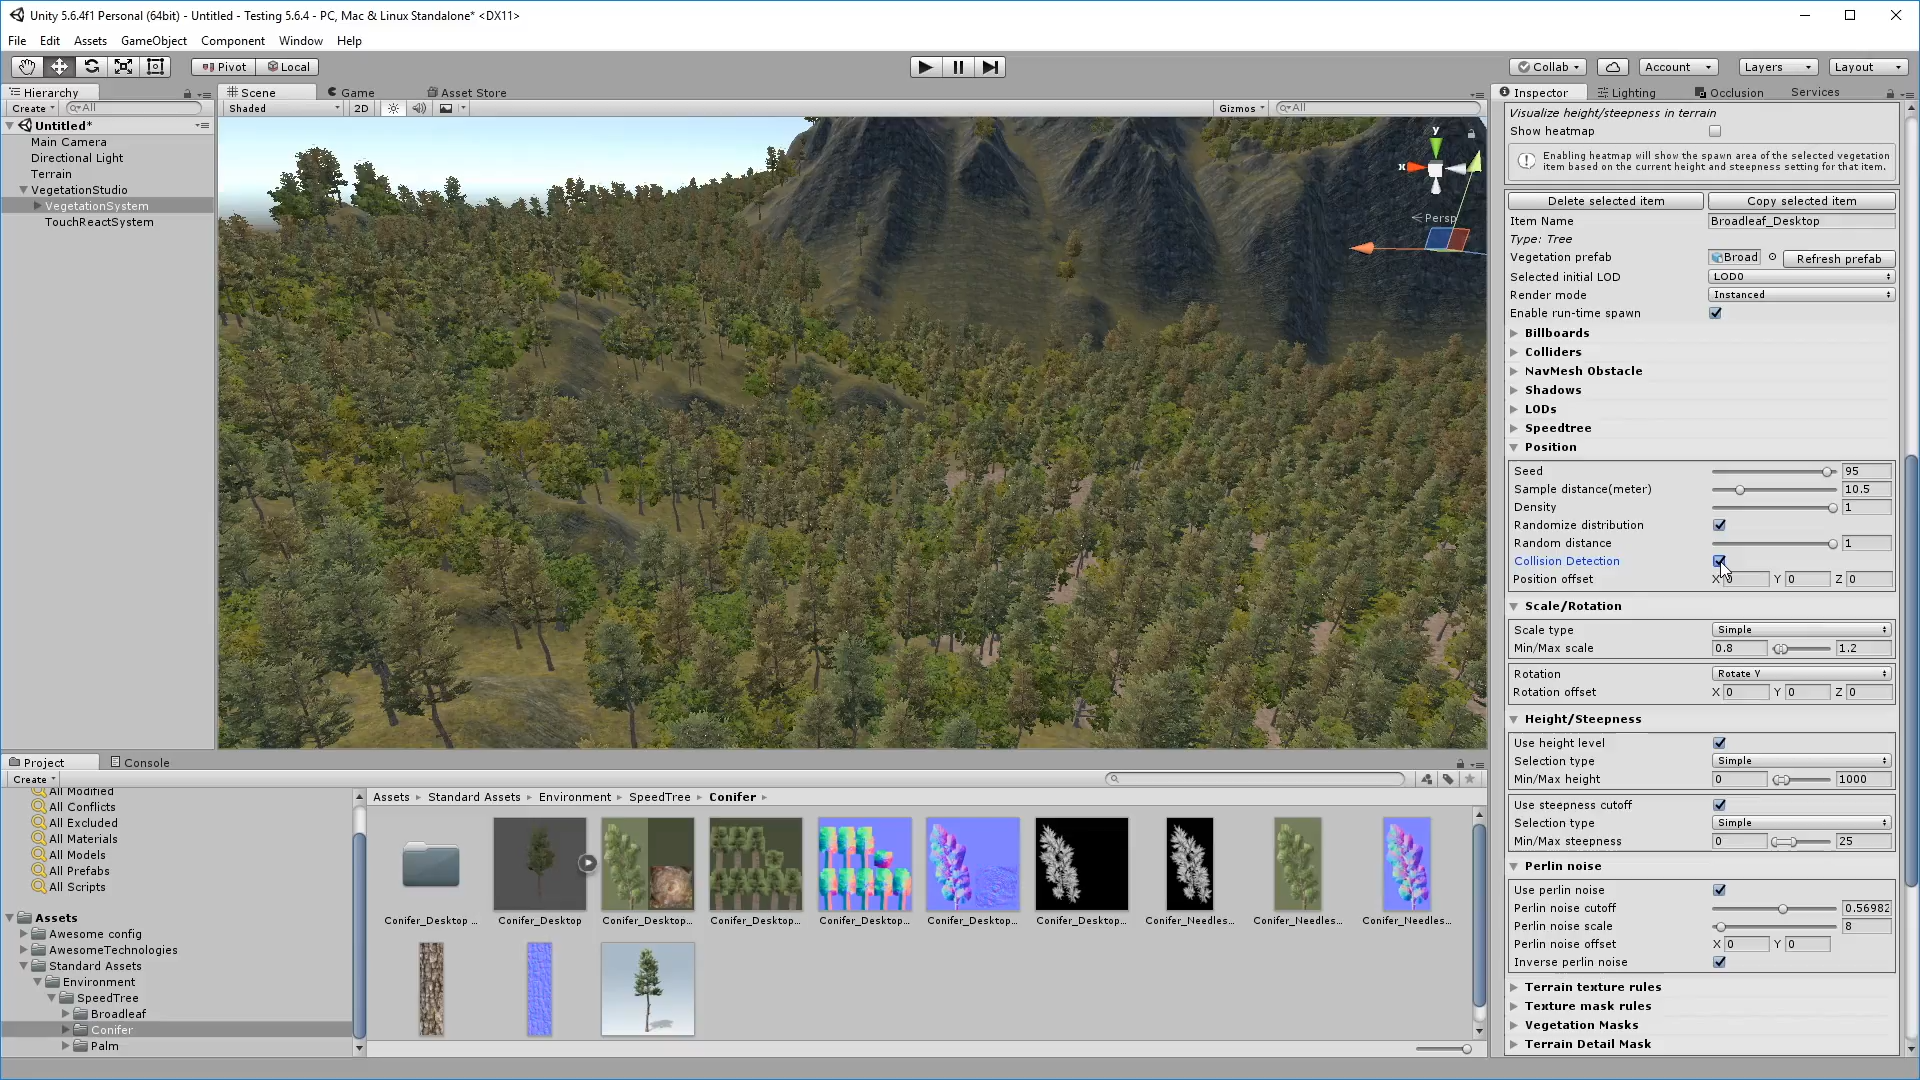 Unity 5.6.4f1 Personal (64bit) - Untitled - Testing 5.6.4 - PC, Mac & Linux Standalone* <DX11>
File Edit Assets GameObject Component Window Help
Pivot Local Collab Account Layers Layout
Hierarchy
Create All
Untitled*
Main Camera
Directional Light
Terrain
VegetationStudio
VegetationSystem
TouchReactSystem
Scene Game Asset Store
Shaded 2D Gizmos All
y
x
Persp
Inspector Lighting Occlusion Services
Visualize height/steepness in terrain
Show heatmap
Enabling heatmap will show the spawn area of the selected vegetation
item based on the current height and steepness setting for that item.
Delete selected item Copy selected item
Item Name Broadleaf_Desktop
Type: Tree
Vegetation prefab Broad Refresh prefab
Selected initial LOD LOD0
Render mode Instanced
Enable run-time spawn
Billboards
Colliders
NavMesh Obstacle
Shadows
LODs
Speedtree
Position
Seed 95
Sample distance(meter) 10.5
Density 1
Randomize distribution
Random distance 1
Collision Detection
Position offset X 0 Y 0 Z 0
Scale/Rotation
Scale type Simple
Min/Max scale 0.8 1.2
Rotation Rotate Y
Rotation offset X 0 Y 0 Z 0
Height/Steepness
Use height level
Selection type Simple
Min/Max height 0 1000
Use steepness cutoff
Selection type Simple
Min/Max steepness 0 25
Perlin noise
Use perlin noise
Perlin noise cutoff 0.56982
Perlin noise scale 8
Perlin noise offset X 0 Y 0
Inverse perlin noise
Terrain texture rules
Texture mask rules
Vegetation Masks
Terrain Detail Mask
Project Console
Create
All Modified
All Conflicts
All Excluded
All Materials
All Models
All Prefabs
All Scripts
Assets
Awesome config
AwesomeTechnologies
Standard Assets
Environment
SpeedTree
Broadleaf
Conifer
Palm
Assets Standard Assets Environment SpeedTree Conifer
Conifer_Desktop ... Conifer_Desktop Conifer_Desktop... Conifer_Desktop... Conifer_Desktop... Conifer_Desktop... Conifer_Desktop... Conifer_Needles... Conifer_Needles... Conifer_Needles...